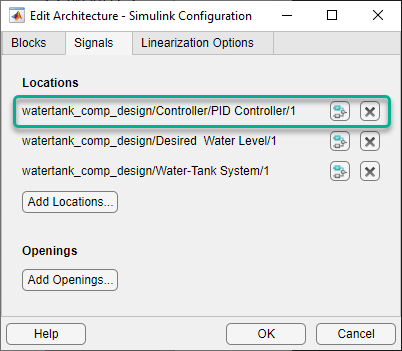 Edit Architecture - Simulink Configuration
Blocks Signals Linearization Options
Locations
watertank_comp_design/Controller/PID Controller/1
watertank_comp_design/Desired  Water Level/1
watertank_comp_design/Water-Tank System/1
Add Locations...
Openings
Add Openings...
Help OK Cancel